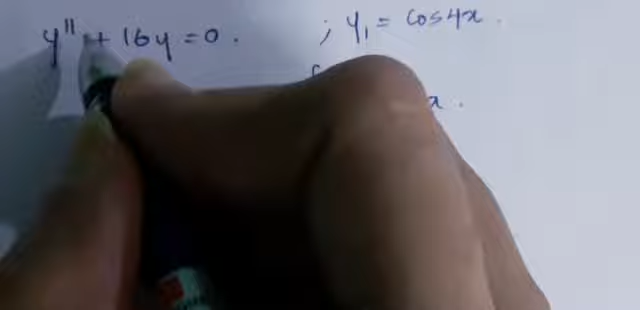 y'' + 16y = 0. ; y₁ = cos4x.